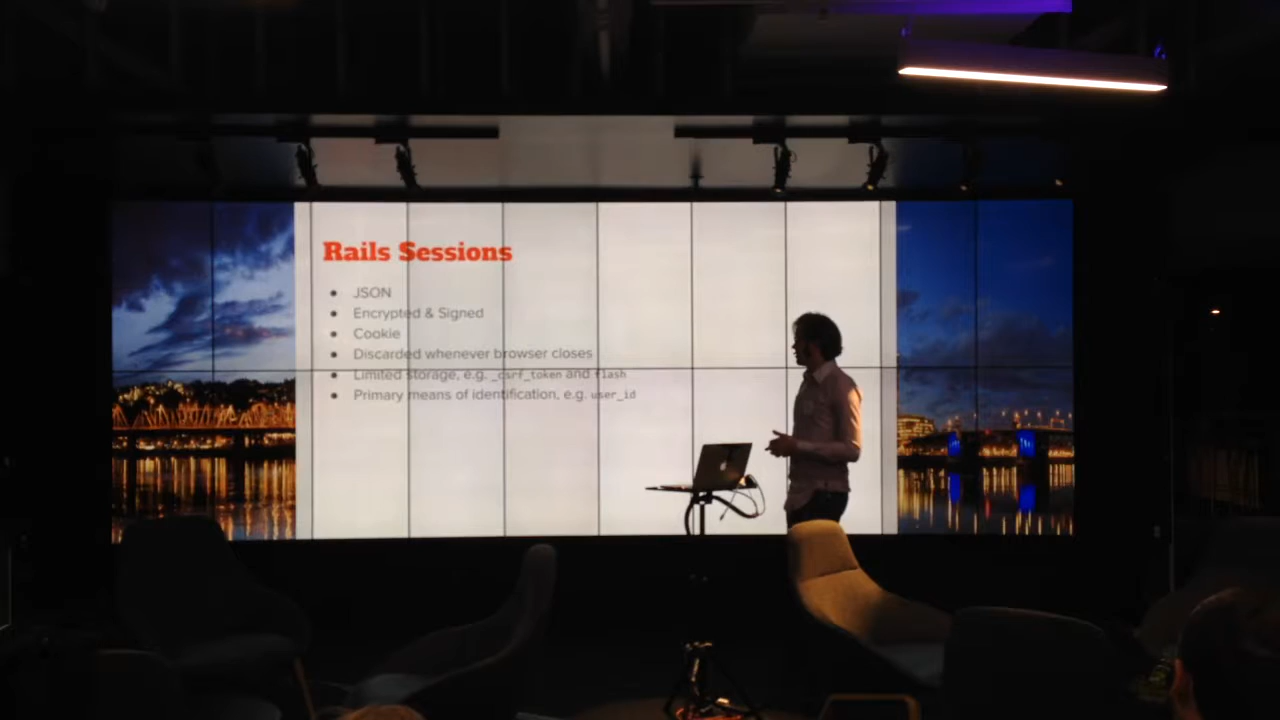 Rails Sessions
● JSON
● Encrypted & Signed
● Cookie
● Discarded whenever browser closes
● Limited storage, e.g. _csrf_token and flash
● Primary means of identification, e.g. user_id